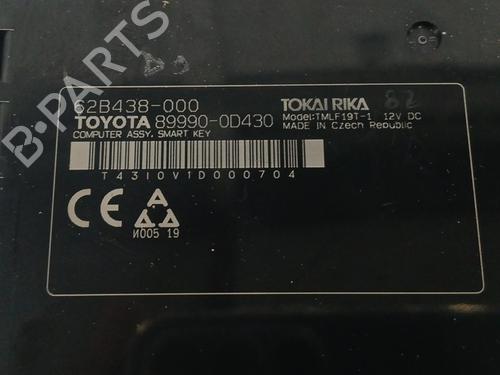 B-PARTS
62B438-000
TOKAI RIKA
82
TOYOTA 89990-0D430
Model:TMLF19T-1 12V DC
COMPUTER ASSY, SMART KEY
MADE IN Czech Republic
T4310V1D000704
CE
И005 19